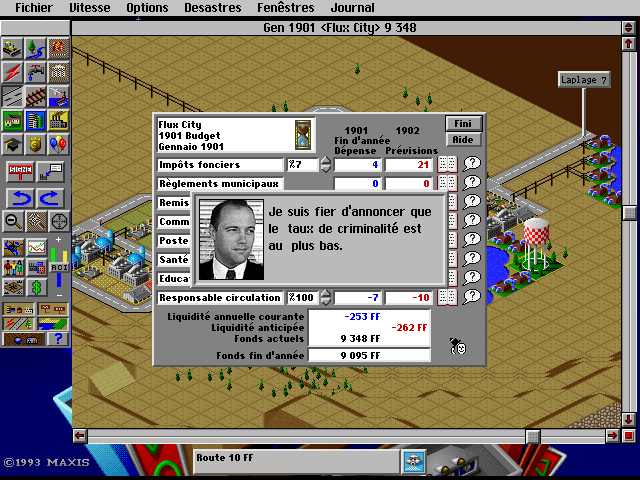 Fichier Vitesse Options Desastres Fenêstres Journal
Gen 1901 <Flux City> 9 348
Laplage 7
SIGNE
RCI
Flux City
1901 Budget
Gennaio 1901
1901 1902
Fin d'année
Dépense Prévisions
Fini
Aide
Impôts fonciers %7 4 21
Règlements municipaux 0 0
Remis
Comm
Poste
Santé
Educa
Je suis fier d'annoncer que
le taux de criminalité est
au plus bas.
Responsable circulation %100 -7 -10
Liquidité annuelle courante -253 FF
Liquidité anticipée -262 FF
Fonds actuels 9 348 FF
Fonds fin d'année 9 095 FF
©1993 MAXIS
Route 10 FF